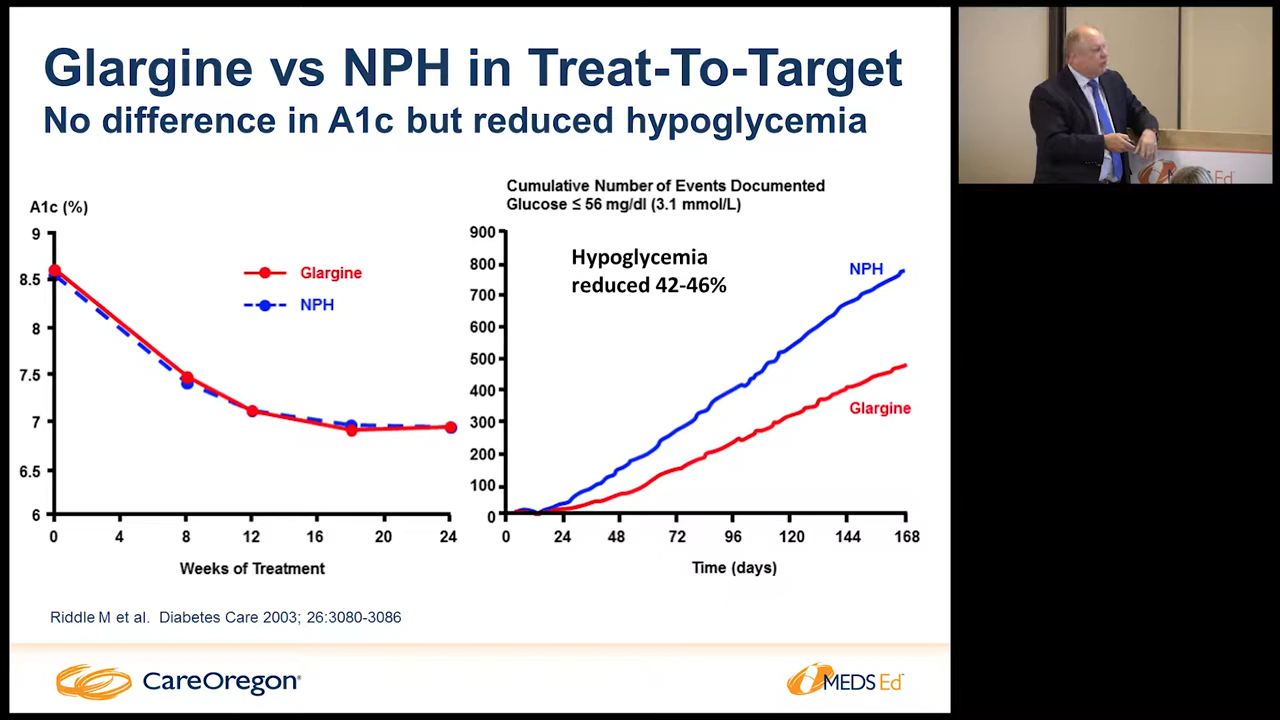 Glargine vs NPH in Treat-To-Target
No difference in A1c but reduced hypoglycemia
A1c (%)
9
8.5
8
7.5
7
6.5
6
0
4
8
12
16
20
24
Weeks of Treatment
Glargine
NPH
Cumulative Number of Events Documented
Glucose ≤ 56 mg/dl (3.1 mmol/L)
900
800
700
600
500
400
300
200
100
0
Hypoglycemia
reduced 42-46%
NPH
Glargine
0
24
48
72
96
120
144
168
Time (days)
Riddle M et al. Diabetes Care 2003; 26:3080-3086
CareOregon®
MEDS Ed
MEDS Ed